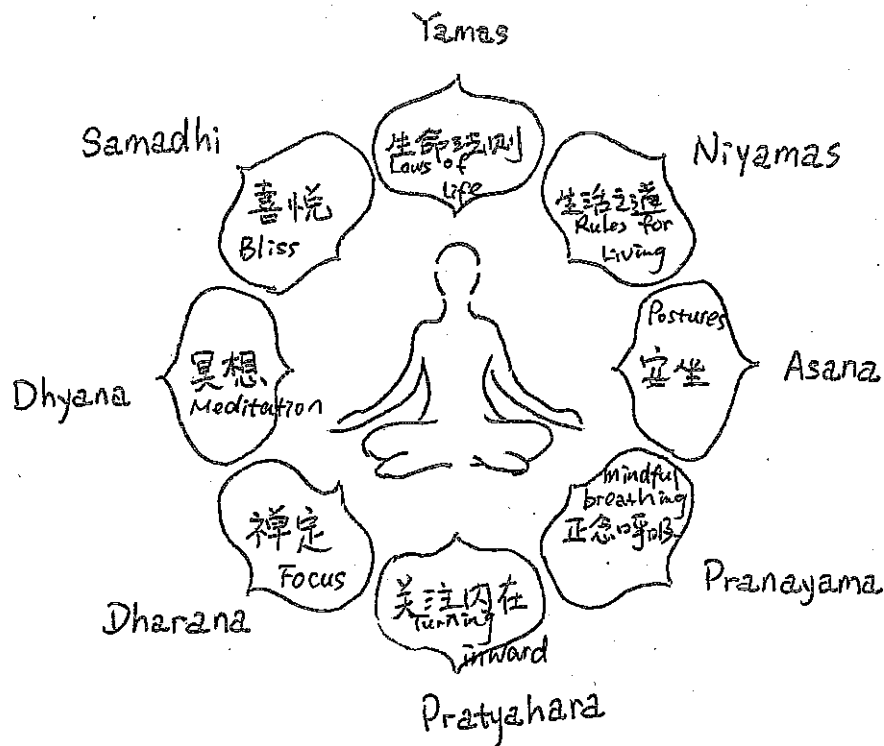 Yamas
生命法则
Laws of
Life
Niyamas
生活之道
Rules for
Living
Postures
安坐
Asana
mindful
breathing
正念呼吸
Pranayama
关注内在
Turning
inward
Pratyahara
禅定
Focus
Dharana
冥想
Meditation
Dhyana
Samadhi
喜悦
Bliss